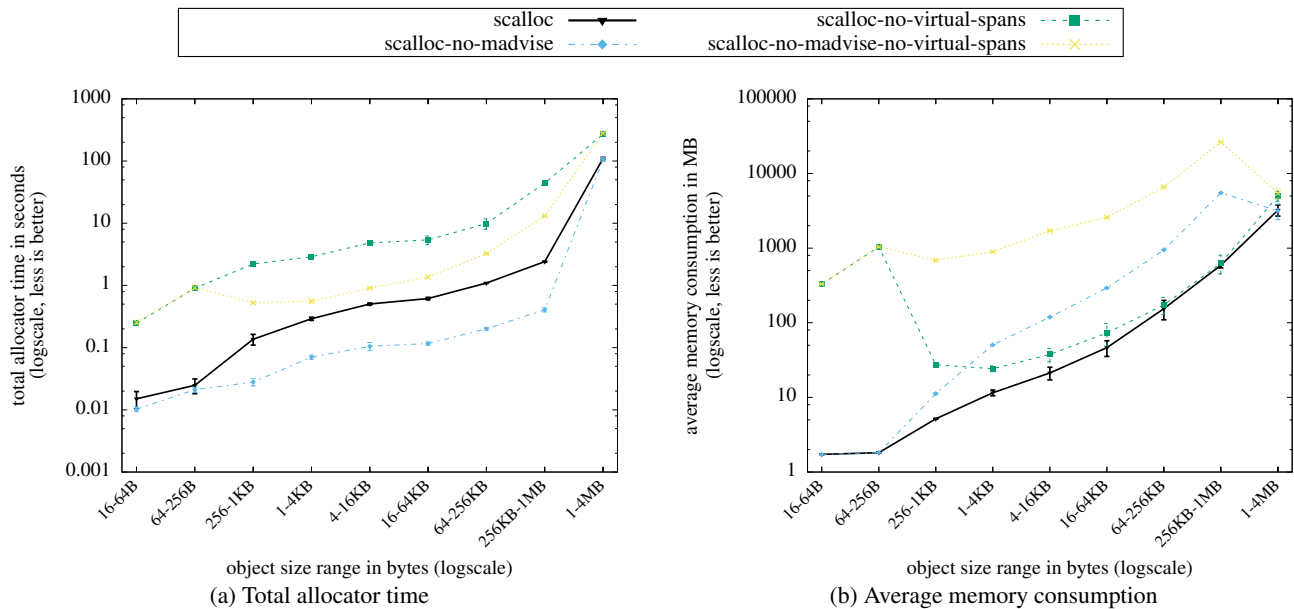 scalloc
scalloc-no-madvise
scalloc-no-virtual-spans
scalloc-no-madvise-no-virtual-spans
total allocator time in seconds
(logscale, less is better)
1000
100
10
1
0.1
0.01
0.001
16-64B
64-256B
256-1KB
1-4KB
4-16KB
16-64KB
64-256KB
256KB-1MB
1-4MB
object size range in bytes (logscale)
(a) Total allocator time
average memory consumption in MB
(logscale, less is better)
100000
10000
1000
100
10
1
16-64B
64-256B
256-1KB
1-4KB
4-16KB
16-64KB
64-256KB
256KB-1MB
1-4MB
object size range in bytes (logscale)
(b) Average memory consumption